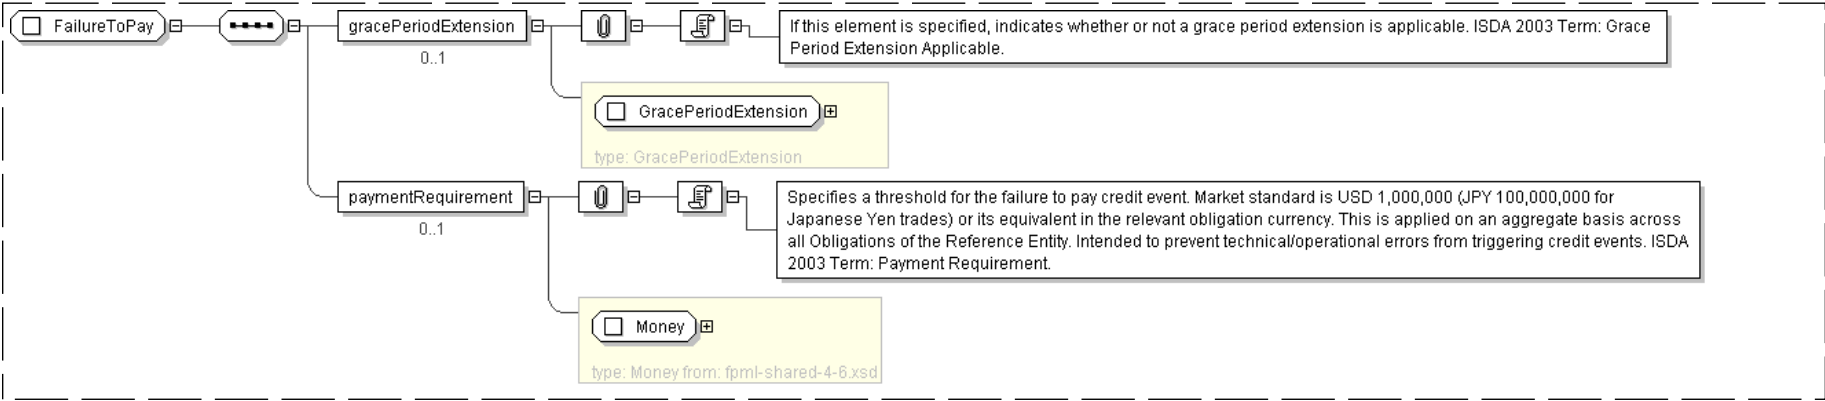 FailureToPay
gracePeriodExtension
0..1
If this element is specified, indicates whether or not a grace period extension is applicable. ISDA 2003 Term: Grace
Period Extension Applicable.
GracePeriodExtension
type: GracePeriodExtension
paymentRequirement
0..1
Specifies a threshold for the failure to pay credit event. Market standard is USD 1,000,000 (JPY 100,000,000 for
Japanese Yen trades) or its equivalent in the relevant obligation currency. This is applied on an aggregate basis across
all Obligations of the Reference Entity. Intended to prevent technical/operational errors from triggering credit events. ISDA
2003 Term: Payment Requirement.
Money
type: Money from: fpml-shared-4-6.xsd